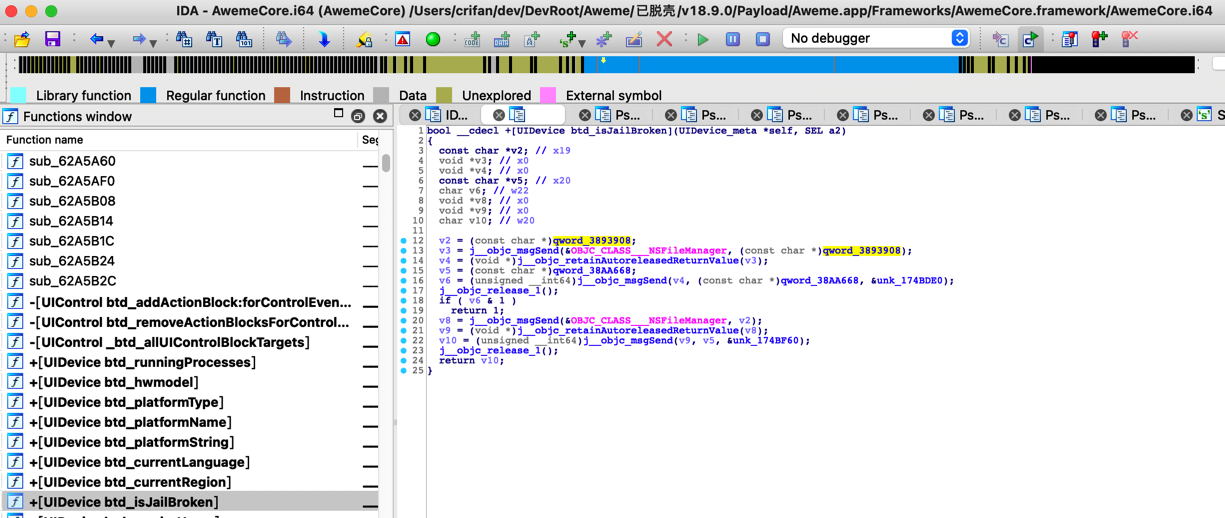 IDA - AwemeCore.i64 (AwemeCore) /Users/crifan/dev/DevRoot/Aweme/已脱壳/v18.9.0/Payload/Aweme.app/Frameworks/AwemeCore.framework/AwemeCore.i64
No debugger
Library function Regular function Instruction Data Unexplored External symbol
Functions window
ID... Ps... Ps... Ps... Ps... Ps... Ps... Ps... S
Function name Seg
sub_62A5A60
sub_62A5AF0
sub_62A5B08
sub_62A5B14
sub_62A5B1C
sub_62A5B24
sub_62A5B2C
-[UIControl btd_addActionBlock:forControlEven...
-[UIControl btd_removeActionBlocksForControl...
-[UIControl _btd_allUIControlBlockTargets]
+[UIDevice btd_runningProcesses]
+[UIDevice btd_hwmodel]
+[UIDevice btd_platformType]
+[UIDevice btd_platformName]
+[UIDevice btd_platformString]
+[UIDevice btd_currentLanguage]
+[UIDevice btd_currentRegion]
+[UIDevice btd_isJailBroken]
1 bool __cdecl +[UIDevice btd_isJailBroken](UIDevice_meta *self, SEL a2)
2 {
3 const char *v2; // x19
4 void *v3; // x0
5 void *v4; // x0
6 const char *v5; // x20
7 char v6; // w22
8 void *v8; // x0
9 void *v9; // x0
10 char v10; // w20
11
12 v2 = (const char *)qword_3893908;
13 v3 = j__objc_msgSend(&OBJC_CLASS___NSFileManager, (const char *)qword_3893908);
14 v4 = (void *)j__objc_retainAutoreleasedReturnValue(v3);
15 v5 = (const char *)qword_38AA668;
16 v6 = (unsigned __int64)j__objc_msgSend(v4, (const char *)qword_38AA668, &unk_174BDE0);
17 j__objc_release_1();
18 if ( v6 & 1 )
19 return 1;
20 v8 = j__objc_msgSend(&OBJC_CLASS___NSFileManager, v2);
21 v9 = (void *)j__objc_retainAutoreleasedReturnValue(v8);
22 v10 = (unsigned __int64)j__objc_msgSend(v9, v5, &unk_174BF60);
23 j__objc_release_1();
24 return v10;
25 }